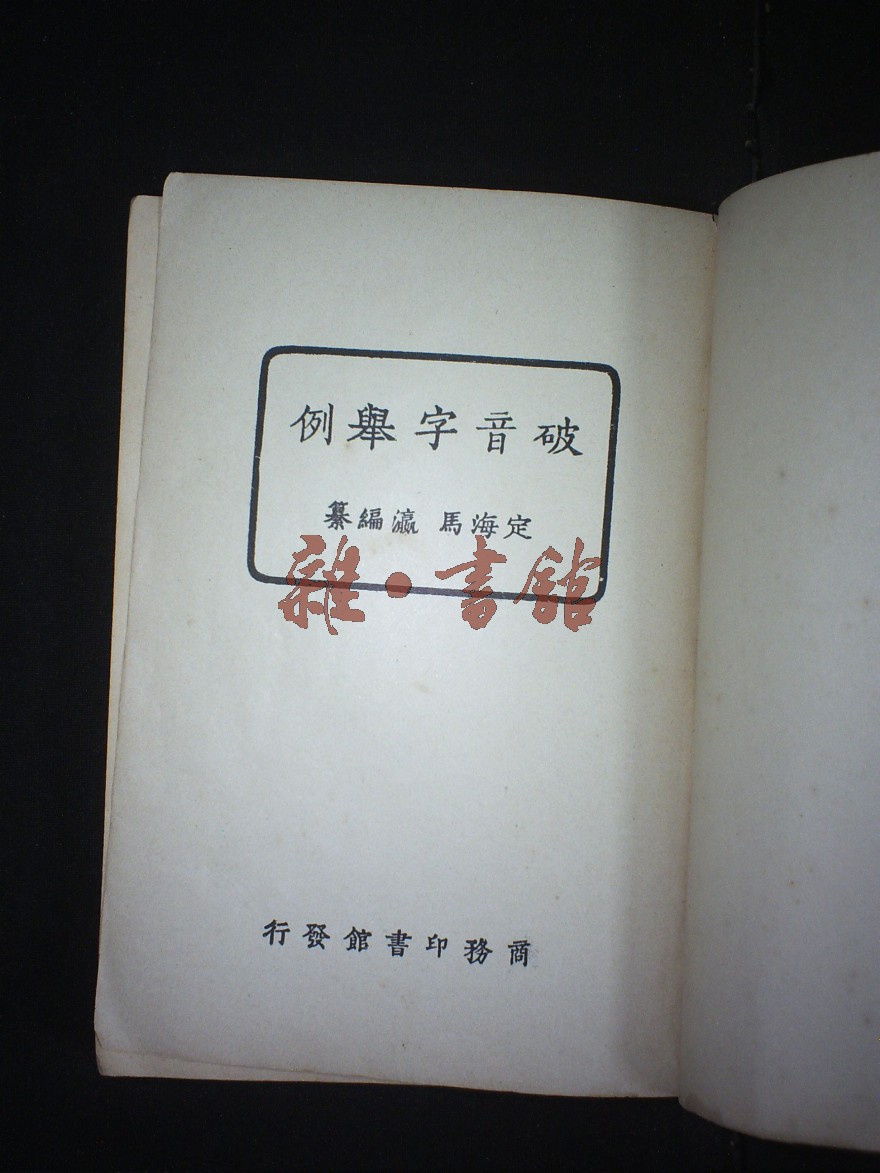 破音字舉例
定海馬瀛編纂
雜·書館
商務印書館發行